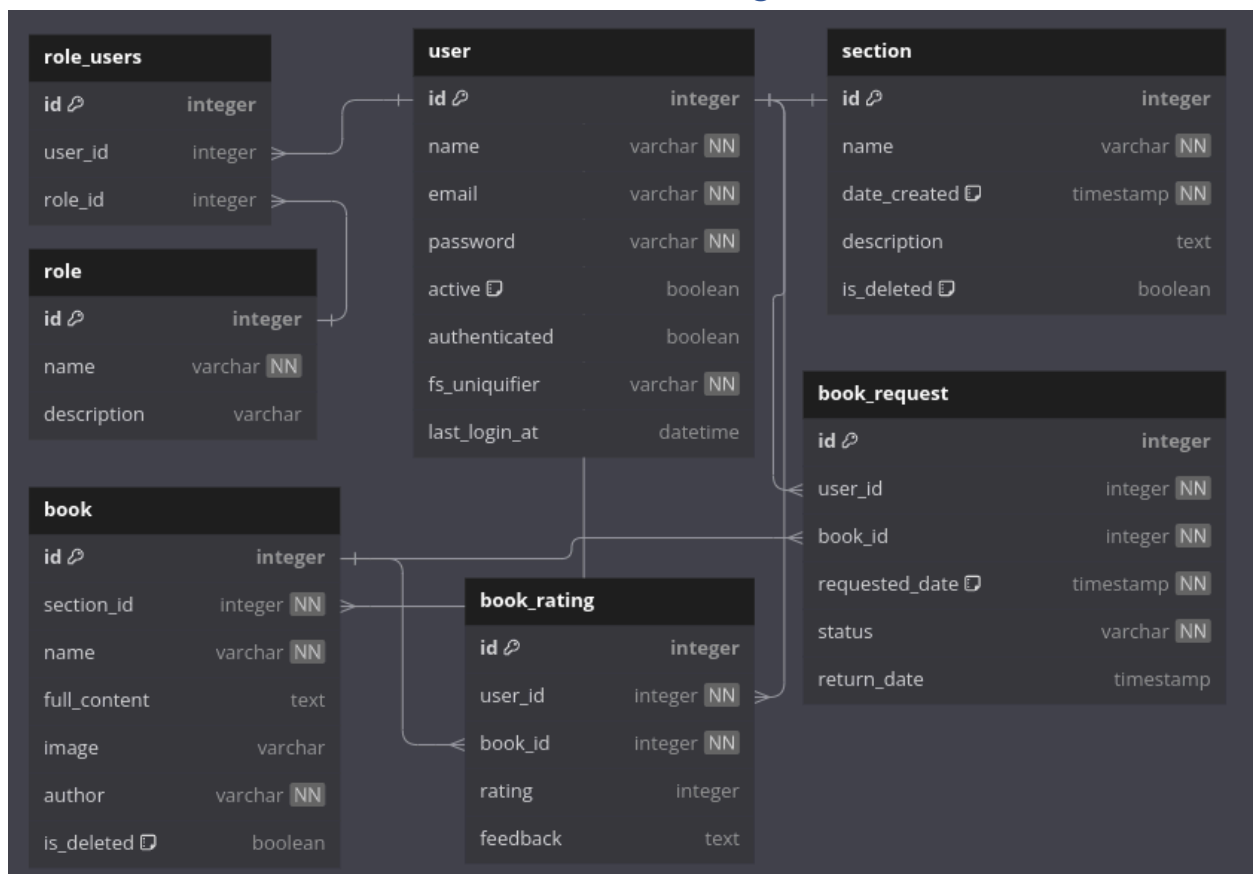 role_users
id integer
user_id integer
role_id integer
role
id integer
name varchar NN
description varchar
user
id integer
name varchar NN
email varchar NN
password varchar NN
active boolean
authenticated boolean
fs_uniquifier varchar NN
last_login_at datetime
section
id integer
name varchar NN
date_created timestamp NN
description text
is_deleted boolean
book_request
id integer
user_id integer NN
book_id integer NN
requested_date timestamp NN
status varchar NN
return_date timestamp
book
id integer
section_id integer NN
name varchar NN
full_content text
image varchar
author varchar NN
is_deleted boolean
book_rating
id integer
user_id integer NN
book_id integer NN
rating integer
feedback text